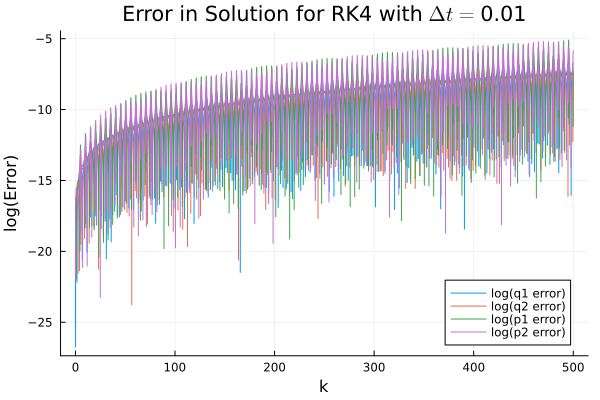 Error in Solution for RK4 with Δt = 0.01
log(Error)
−5
−10
−15
−20
−25
0
100
200
300
400
500
k
log(q1 error)
log(q2 error)
log(p1 error)
log(p2 error)